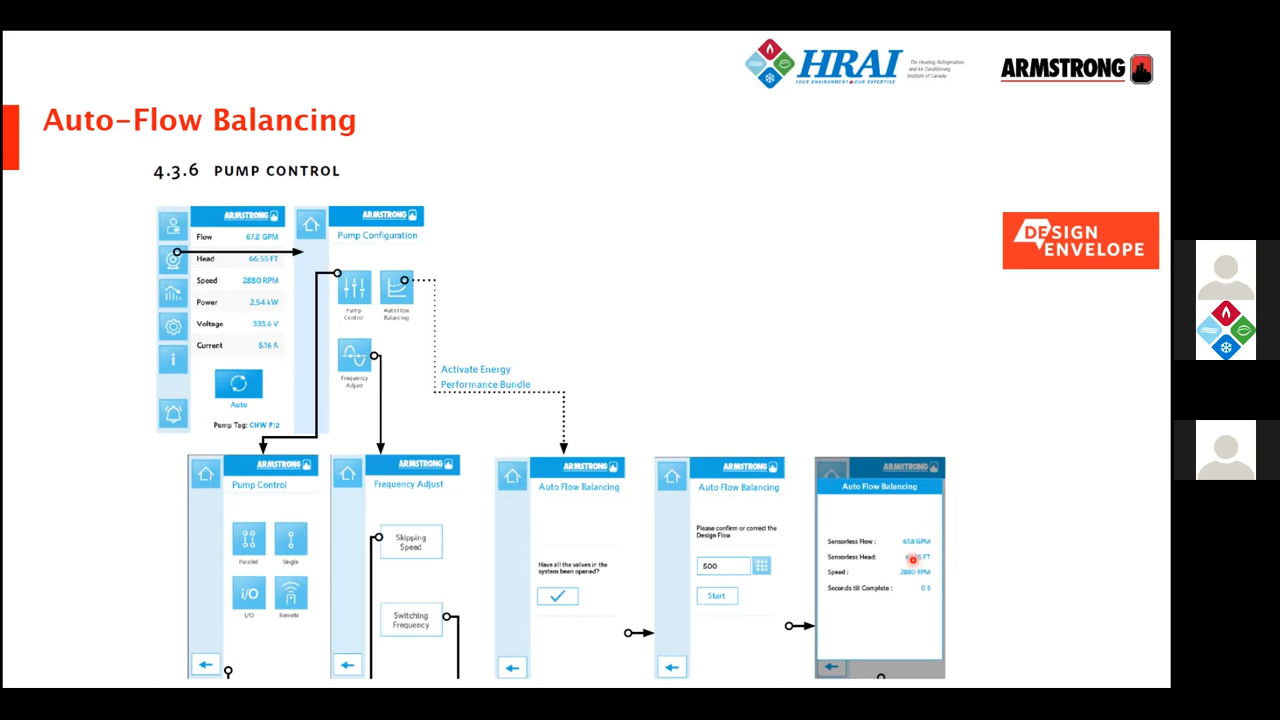 HRAI
YOUR ENVIRONMENT OUR EXPERTISE
The Heating, Refrigeration
and Air Conditioning
Institute of Canada
ARMSTRONG
Auto-Flow Balancing
4.3.6 PUMP CONTROL
DESIGN
ENVELOPE
ARMSTRONG
Flow 67.8 GPM
Head 66.55 FT
Speed 2880 RPM
Power 2.54 kW
Voltage 333.6 V
Current 5.16 A
Auto
Pump Tag: CHW P12
ARMSTRONG
Pump Configuration
Pump
Control
Auto Flow
Balancing
Frequency
Adjust
Activate Energy
Performance Bundle
ARMSTRONG
Pump Control
Parallel
Single
I/O
I/O
Remote
ARMSTRONG
Frequency Adjust
Skipping
Speed
Switching
Frequency
ARMSTRONG
Auto Flow Balancing
Have all the valves in the
system been opened?
ARMSTRONG
Auto Flow Balancing
Please confirm or correct the
Design Flow
500
Start
ARMSTRONG
Auto Flow Balancing
Sensorless Flow : 67.8 GPM
Sensorless Head: FT
Speed : 2880 RPM
Seconds till Complete : 0 S